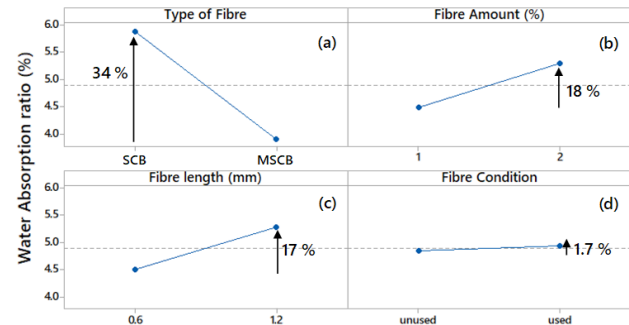 Type of Fibre
Fibre Amount (%)
(a)
(b)
6.0
5.5
5.0
4.5
4.0
34 %
18 %
SCB
MSCB
1
2
Water Absorption ratio (%)
Fibre length (mm)
Fibre Condition
(c)
(d)
6.0
5.5
5.0
4.5
4.0
17 %
1.7 %
0.6
1.2
unused
used